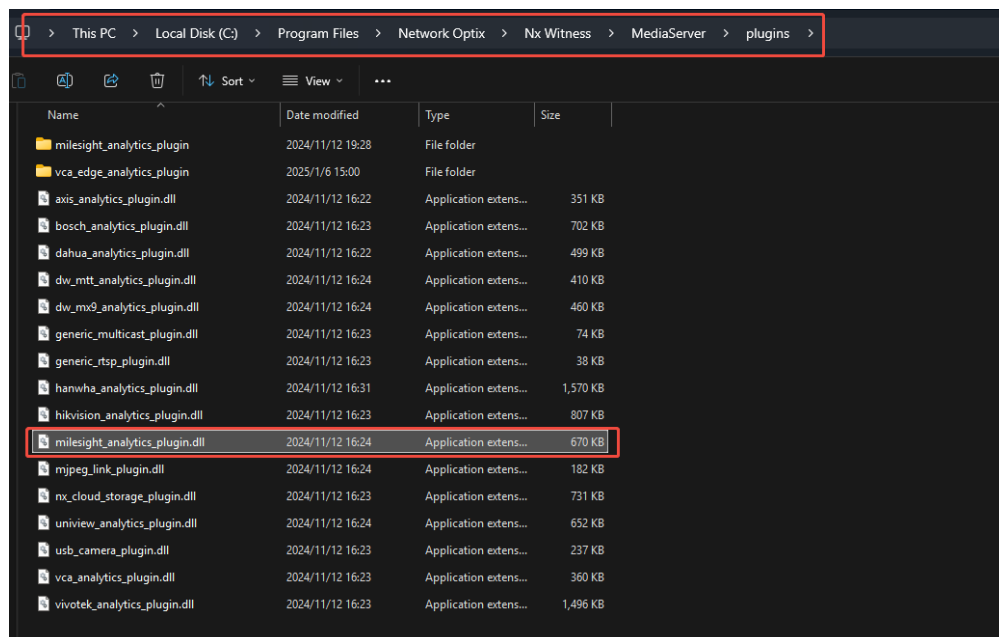 This PC > Local Disk (C:) > Program Files > Network Optix > Nx Witness > MediaServer > plugins >
Sort View ...
Name Date modified Type Size
milesight_analytics_plugin 2024/11/12 19:28 File folder
vca_edge_analytics_plugin 2025/1/6 15:00 File folder
axis_analytics_plugin.dll 2024/11/12 16:22 Application extens... 351 KB
bosch_analytics_plugin.dll 2024/11/12 16:23 Application extens... 702 KB
dahua_analytics_plugin.dll 2024/11/12 16:22 Application extens... 499 KB
dw_mtt_analytics_plugin.dll 2024/11/12 16:24 Application extens... 410 KB
dw_mx9_analytics_plugin.dll 2024/11/12 16:24 Application extens... 460 KB
generic_multicast_plugin.dll 2024/11/12 16:23 Application extens... 74 KB
generic_rtsp_plugin.dll 2024/11/12 16:23 Application extens... 38 KB
hanwha_analytics_plugin.dll 2024/11/12 16:31 Application extens... 1,570 KB
hikvision_analytics_plugin.dll 2024/11/12 16:23 Application extens... 807 KB
milesight_analytics_plugin.dll 2024/11/12 16:24 Application extens... 670 KB
mjpeg_link_plugin.dll 2024/11/12 16:23 Application extens... 182 KB
nx_cloud_storage_plugin.dll 2024/11/12 16:23 Application extens... 731 KB
uniview_analytics_plugin.dll 2024/11/12 16:24 Application extens... 652 KB
usb_camera_plugin.dll 2024/11/12 16:23 Application extens... 237 KB
vca_analytics_plugin.dll 2024/11/12 16:23 Application extens... 360 KB
vivotek_analytics_plugin.dll 2024/11/12 16:23 Application extens... 1,496 KB